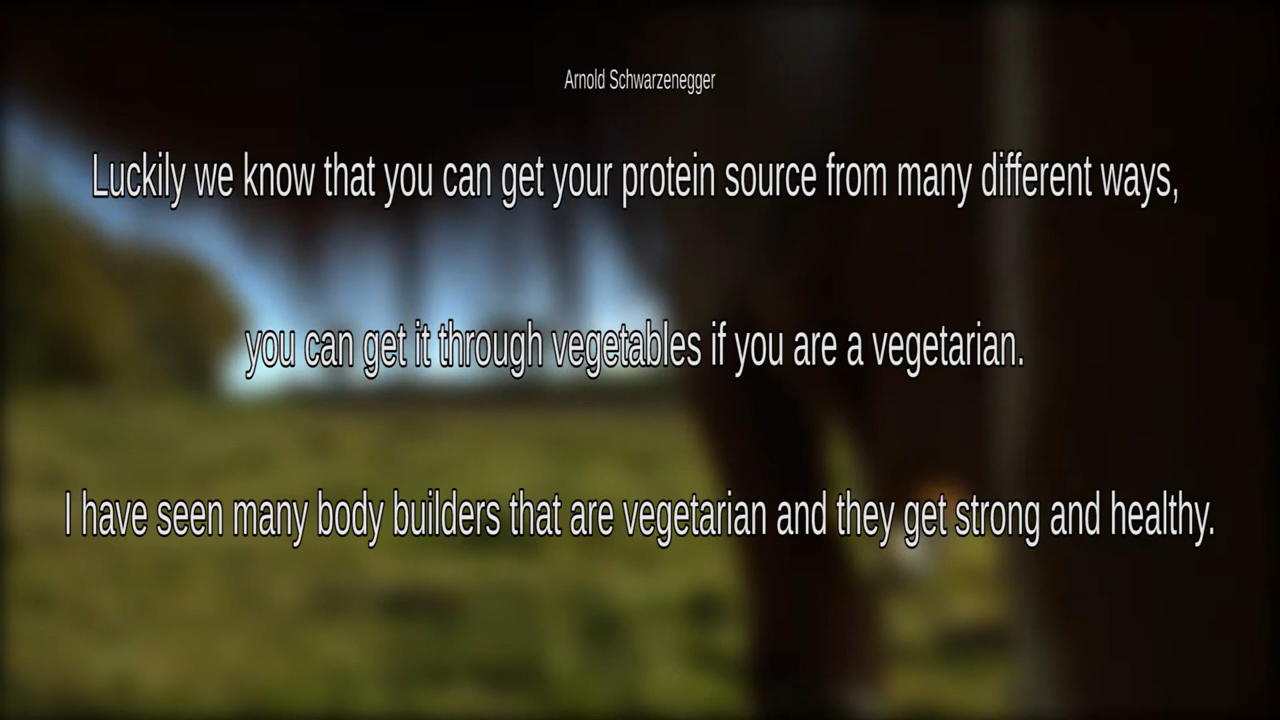 Arnold Schwarzenegger
Luckily we know that you can get your protein source from many different ways,
you can get it through vegetables if you are a vegetarian.
I have seen many body builders that are vegetarian and they get strong and healthy.